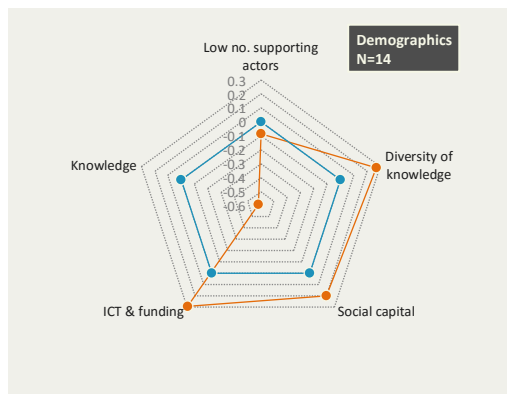 Demographics
N=14
Low no. supporting
actors
0.3
0.2
0.1
0
-0.1
-0.2
-0.3
-0.4
-0.5
-0.6
Knowledge
Diversity of
knowledge
ICT & funding
Social capital